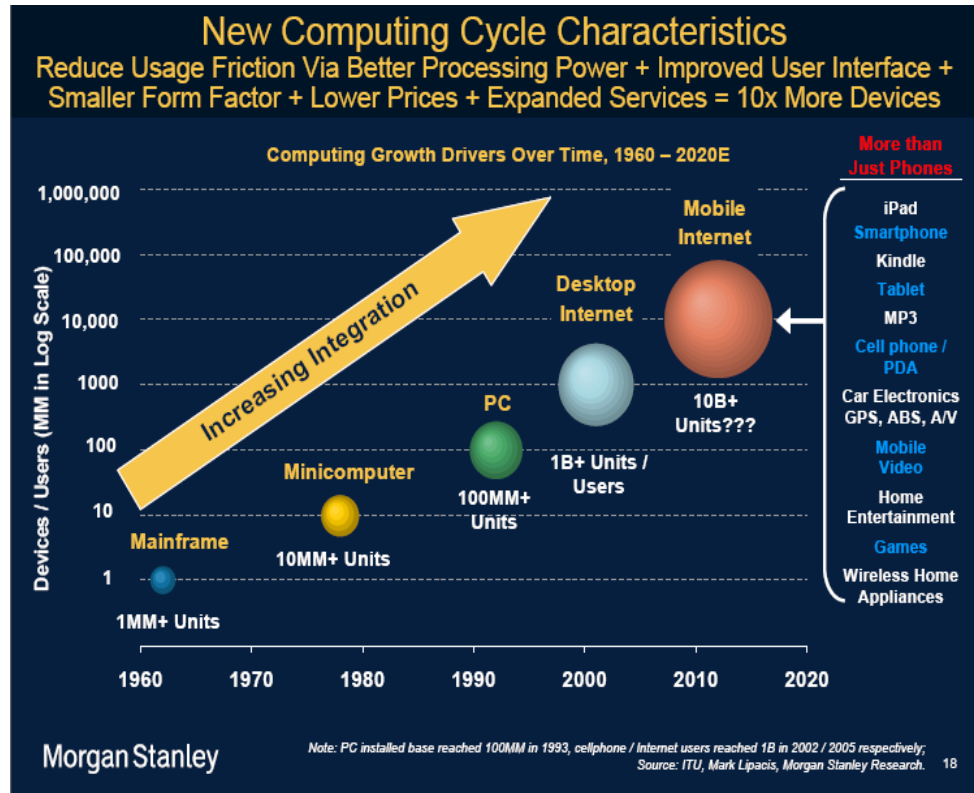 New Computing Cycle Characteristics
Reduce Usage Friction Via Better Processing Power + Improved User Interface +
Smaller Form Factor + Lower Prices + Expanded Services = 10x More Devices
Computing Growth Drivers Over Time, 1960 – 2020E
More than
Just Phones
Devices / Users (MM in Log Scale)
1,000,000
100,000
10,000
1000
100
10
1
Increasing Integration
Mainframe
1MM+ Units
Minicomputer
10MM+ Units
PC
100MM+
Units
Desktop
Internet
1B+ Units /
Users
Mobile
Internet
10B+
Units???
iPad
Smartphone
Kindle
Tablet
MP3
Cell phone /
PDA
Car Electronics
GPS, ABS, A/V
Mobile
Video
Home
Entertainment
Games
Wireless Home
Appliances
1960
1970
1980
1990
2000
2010
2020
Morgan Stanley
Note: PC installed base reached 100MM in 1993, cellphone / Internet users reached 1B in 2002 / 2005 respectively;
Source: ITU, Mark Lipacis, Morgan Stanley Research.
18